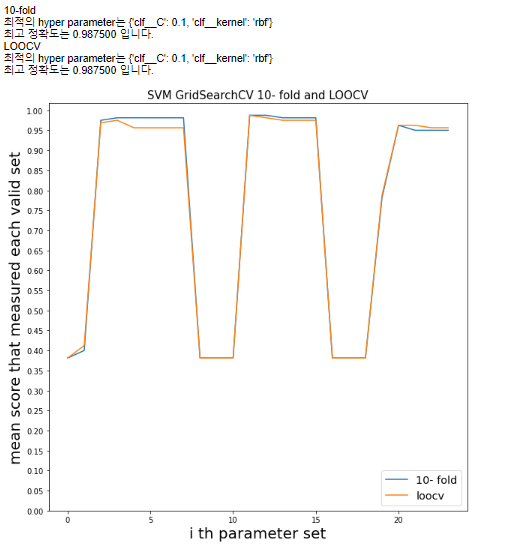 10-fold
최적의 hyper parameter는 {'clf__C': 0.1, 'clf__kernel': 'rbf'}
최고 정확도는 0.987500 입니다.
LOOCV
최적의 hyper parameter는 {'clf__C': 0.1, 'clf__kernel': 'rbf'}
최고 정확도는 0.987500 입니다.
SVM GridSearchCV 10- fold and LOOCV
mean score that measured each valid set
1.00
0.95
0.90
0.85
0.80
0.75
0.70
0.65
0.60
0.55
0.50
0.45
0.40
0.35
0.30
0.25
0.20
0.15
0.10
0.05
0.00
10- fold
loocv
0 5 10 15 20
i th parameter set